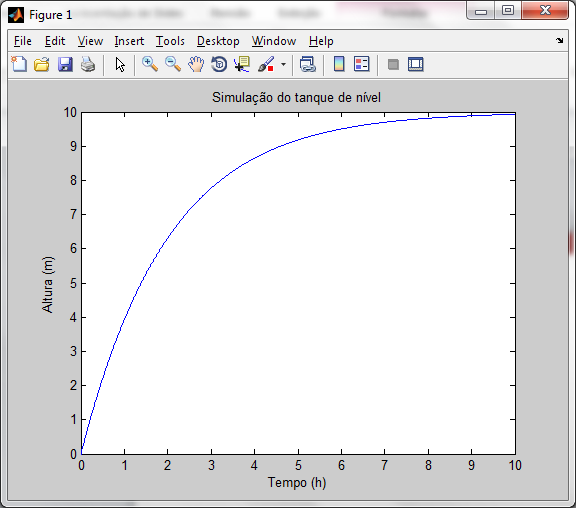 Figure 1
File Edit View Insert Tools Desktop Window Help
Simulação do tanque de nível
10
9
8
7
6
5
4
3
2
1
0
Altura (m)
0 1 2 3 4 5 6 7 8 9 10
Tempo (h)